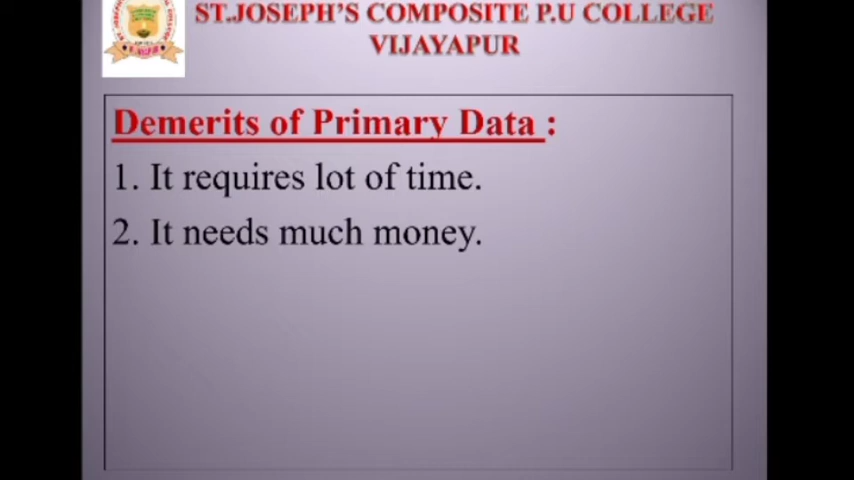 ST.JOSEPH'S COMPOSITE P.U COLLEGE
VIJAYAPUR
Demerits of Primary Data :
1. It requires lot of time.
2. It needs much money.